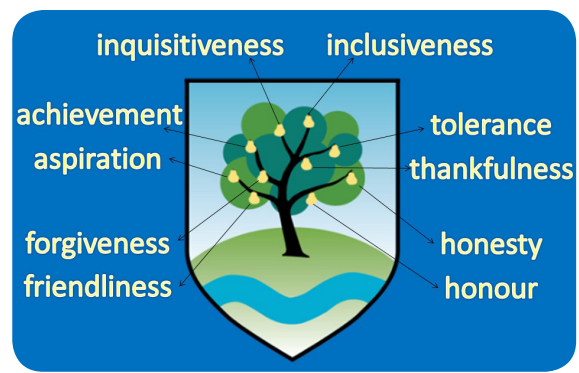 inquisitiveness inclusiveness
achievement tolerance
aspiration thankfulness
forgiveness honesty
friendliness honour